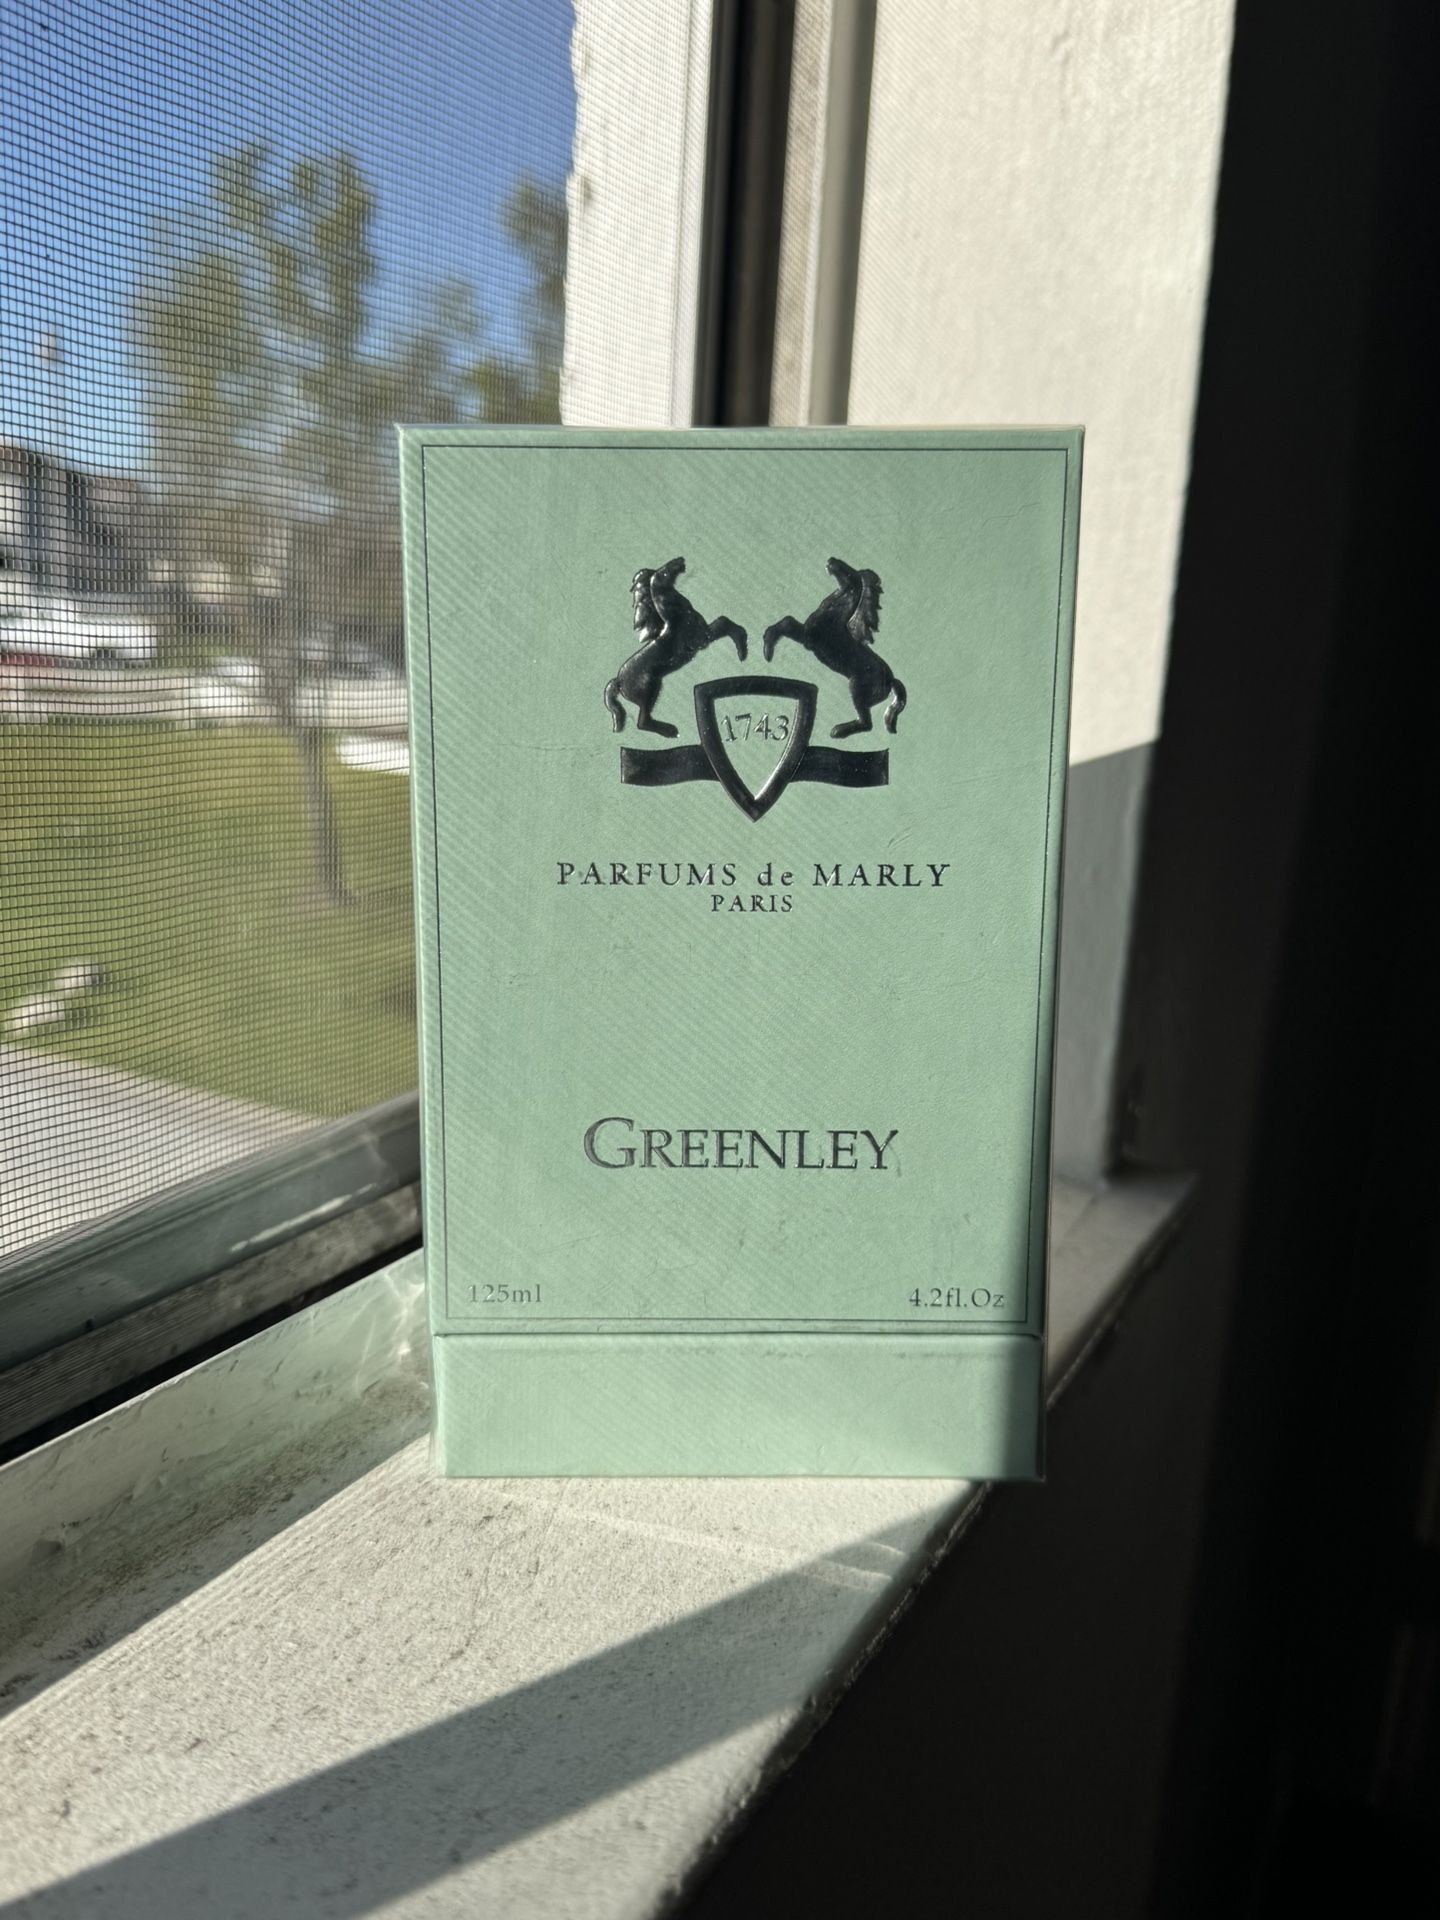 1743
PARFUMS de MARLY
PARIS
GREENLEY
125ml 4.2fl.Oz